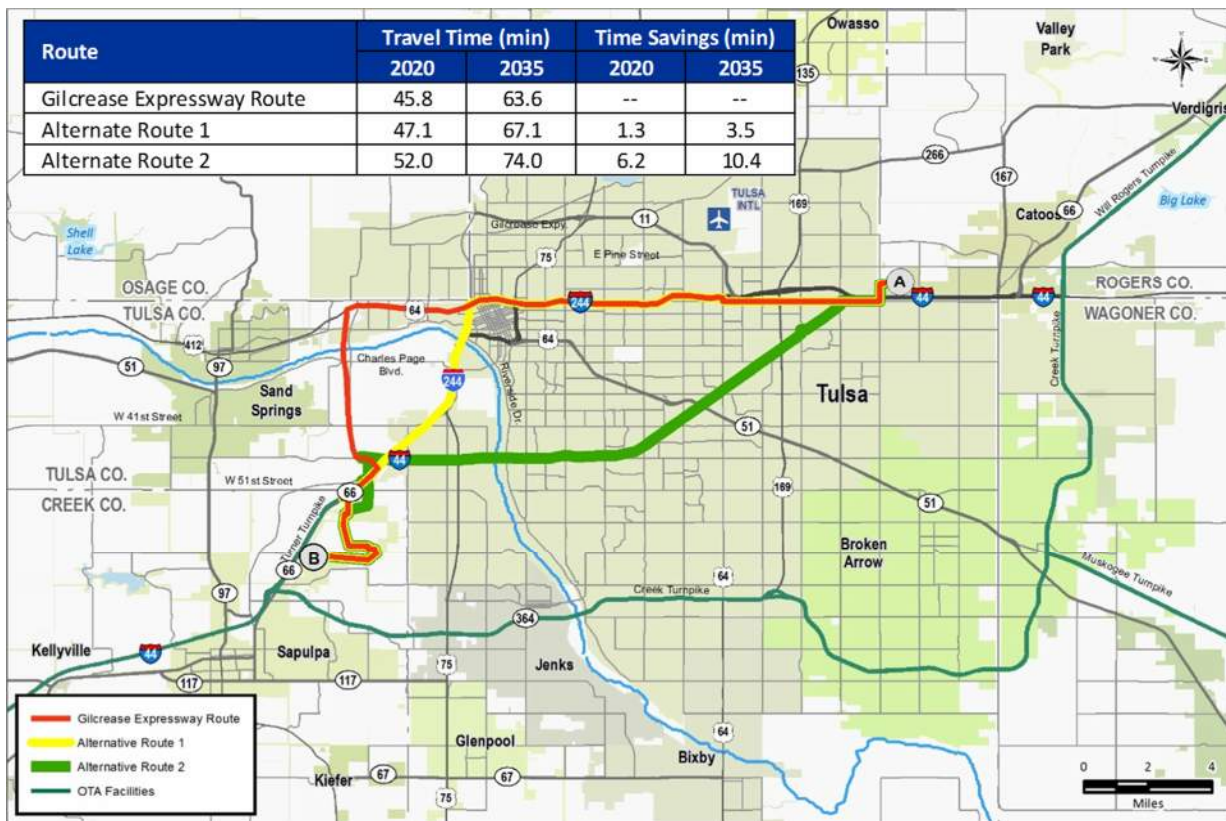 Route Travel Time (min) Time Savings (min)
2020 2035 2020 2035
Gilcrease Expressway Route 45.8 63.6 -- --
Alternate Route 1 47.1 67.1 1.3 3.5
Alternate Route 2 52.0 74.0 6.2 10.4
Owasso
Valley
Park
135
Verdigris
266
167
169
66
Will Rogers Turnpike
Big Lake
Catoosa
TULSA
INTL
11
Gilcrease Expy.
75
E Pine Street
Shell
Lake
OSAGE CO.
TULSA CO.
ROGERS CO.
WAGONER CO.
A
44
44
244
64
412
64
51
97
Charles Page
Blvd.
244
Riverside Dr.
Creek Turnpike
Sand
Springs
Tulsa
W 41st Street
51
44
TULSA CO.
CREEK CO.
W 51st Street
66
169
51
Turner Turnpike
B
66
Broken
Arrow
Muskogee Turnpike
64
97
Creek Turnpike
364
Kellyville
44
Sapulpa
Jenks
75
117
117
Gilcrease Expressway Route
Alternative Route 1
Alternative Route 2
OTA Facilities
64
Glenpool
Bixby
Kiefer
67
67
75
0 2 4
Miles